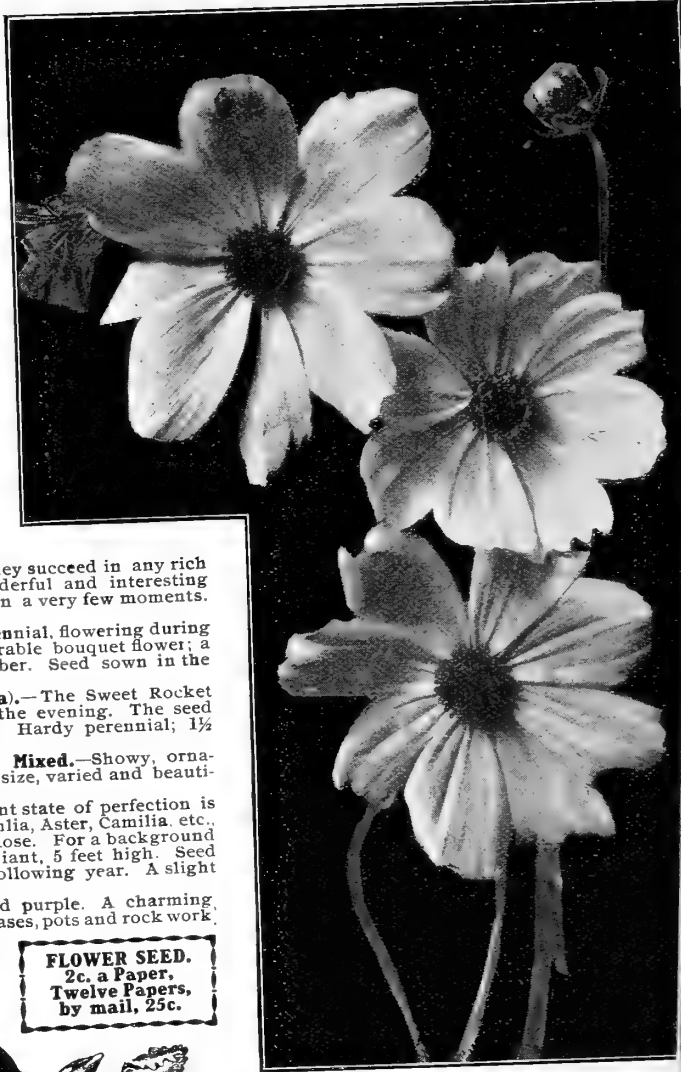 ey succeed in any rich
derful and interesting
n a very few moments.
ennial, flowering during
rable bouquet flower; a
ber. Seed sown in the
a).—The Sweet Rocket
the evening. The seed
Hardy perennial; 1½
Mixed.—Showy, orna-
size, varied and beauti-
nt state of perfection is
hlia, Aster, Camilia, etc.,
ose. For a background
iant, 5 feet high. Seed
ollowing year. A slight
d purple. A charming,
ases, pots and rock work.
FLOWER SEED.
2c. a Paper,
Twelve Papers,
by mail, 25c.